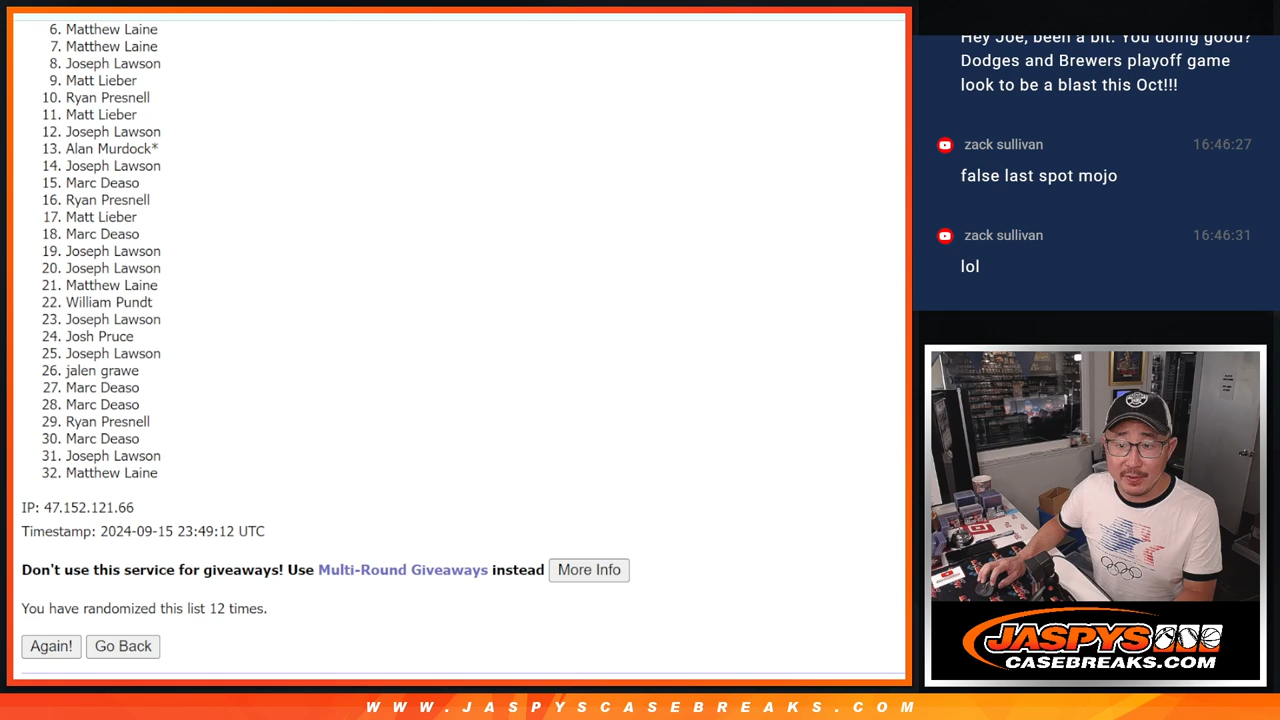 6. Matthew Laine
7. Matthew Laine
8. Joseph Lawson
9. Matt Lieber
10. Ryan Presnell
11. Matt Lieber
12. Joseph Lawson
13. Alan Murdock*
14. Joseph Lawson
15. Marc Deaso
16. Ryan Presnell
17. Matt Lieber
18. Marc Deaso
19. Joseph Lawson
20. Joseph Lawson
21. Matthew Laine
22. William Pundt
23. Joseph Lawson
24. Josh Pruce
25. Joseph Lawson
26. jalen grawe
27. Marc Deaso
28. Marc Deaso
29. Ryan Presnell
30. Marc Deaso
31. Joseph Lawson
32. Matthew Laine
IP: 47.152.121.66
Timestamp: 2024-09-15 23:49:12 UTC
Don't use this service for giveaways! Use Multi-Round Giveaways instead More Info
You have randomized this list 12 times.
Again! Go Back
Hey Joe, been a bit. You doing good?
Dodges and Brewers playoff game
look to be a blast this Oct!!!
zack sullivan 16:46:27
false last spot mojo
zack sullivan 16:46:31
lol
JASPYS
CASEBREAKS.COM
WWW.JASPYSCASEBREAKS.COM